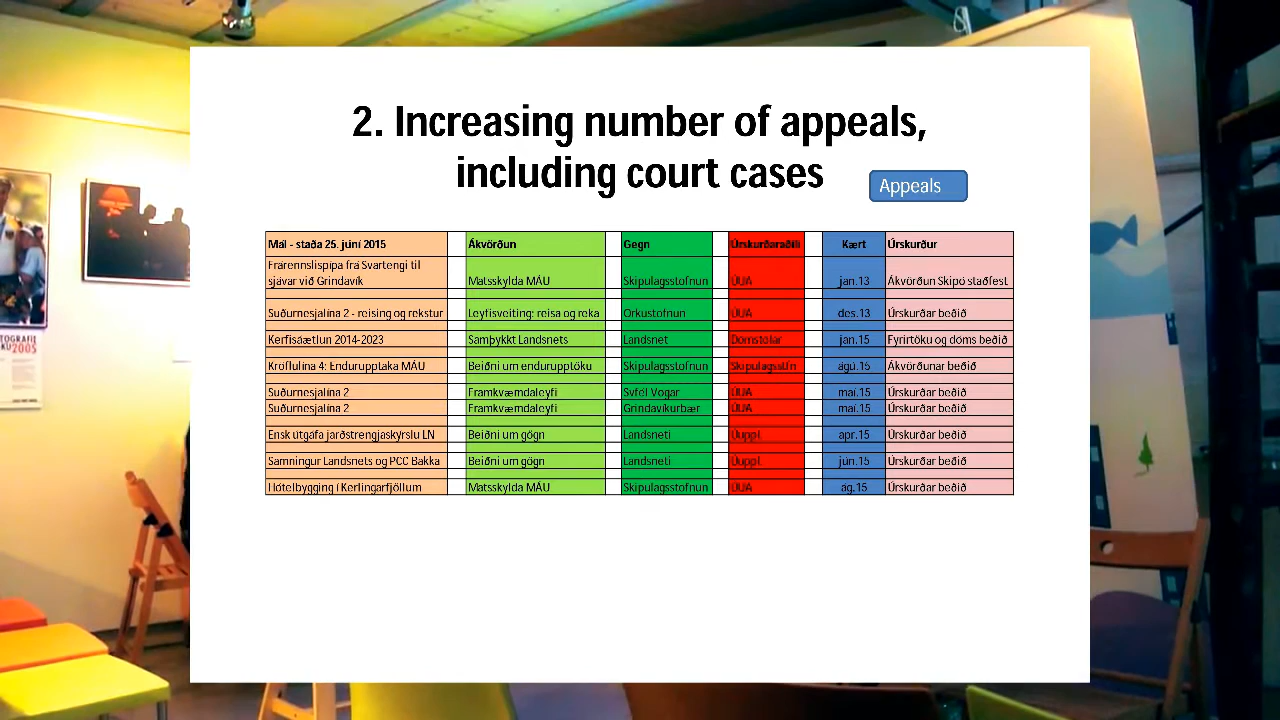 2. Increasing number of appeals,
including court cases
Appeals
Mál - staða 25. júní 2015 Ákvörðun Gegn Úrskurðaraðili Kært Úrskurður
Frárennslispípa frá Svartengi til
sjávar við Grindavík Matsskylda MÁU Skipulagsstofnun ÚUA jan.13 Ákvörðun Skipó staðfest
Suðurnesjalína 2 - reising og rekstur Leyfisveiting: reisa og reka Orkustofnun ÚUA des.13 Úrskurðar beðið
Kerfisáætlun 2014-2023 Samþykkt Landsnets Landsnet Dómstólar jan.15 Fyrirtöku og dóms beðið
Kröflulína 4: Endurupptaka MÁU Beiðni um endurupptöku Skipulagsstofnun Skipulagsst/n ágú.15 Ákvörðunar beðið
Suðurnesjalína 2 Framkvæmdaleyfi Svfél Vogar ÚUA maí.15 Úrskurðar beðið
Suðurnesjalína 2 Framkvæmdaleyfi Grindavíkurbær ÚUA maí.15 Úrskurðar beðið
Ensk útgáfa jarðstrengjaskýrslu LN Beiðni um gögn Landsneti Úuppl. apr.15 Úrskurðar beðið
Samningur Landsnets og PCC Bakka Beiðni um gögn Landsneti Úuppl. jún.15 Úrskurðar beðið
Hótelbygging í Kerlingarfjöllum Matsskylda MÁU Skipulagsstofnun ÚUA ág.15 Úrskurðar beðið
2005